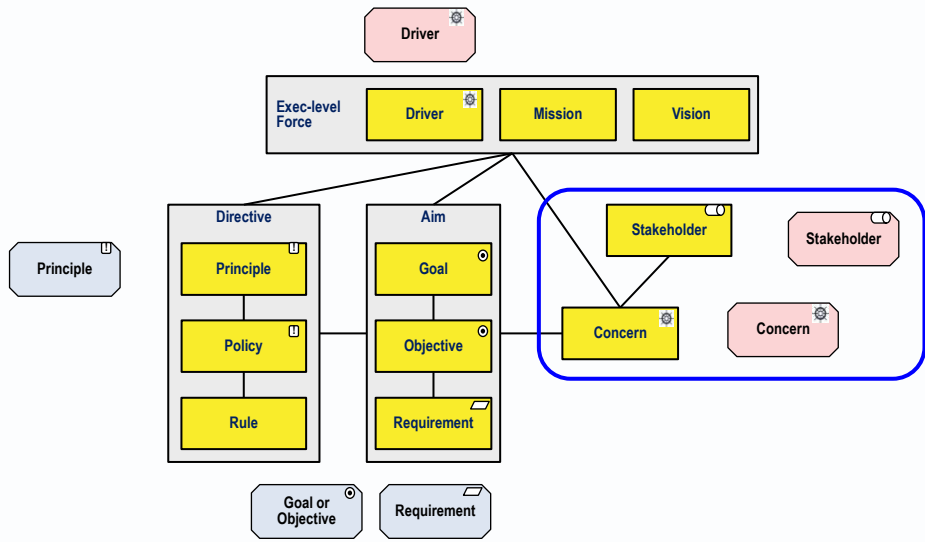 Driver
Exec-level
Force
Driver
Mission
Vision
Directive
Aim
Stakeholder
Stakeholder
Principle
Principle
Goal
Policy
Objective
Concern
Concern
Rule
Requirement
Goal or
Objective
Requirement